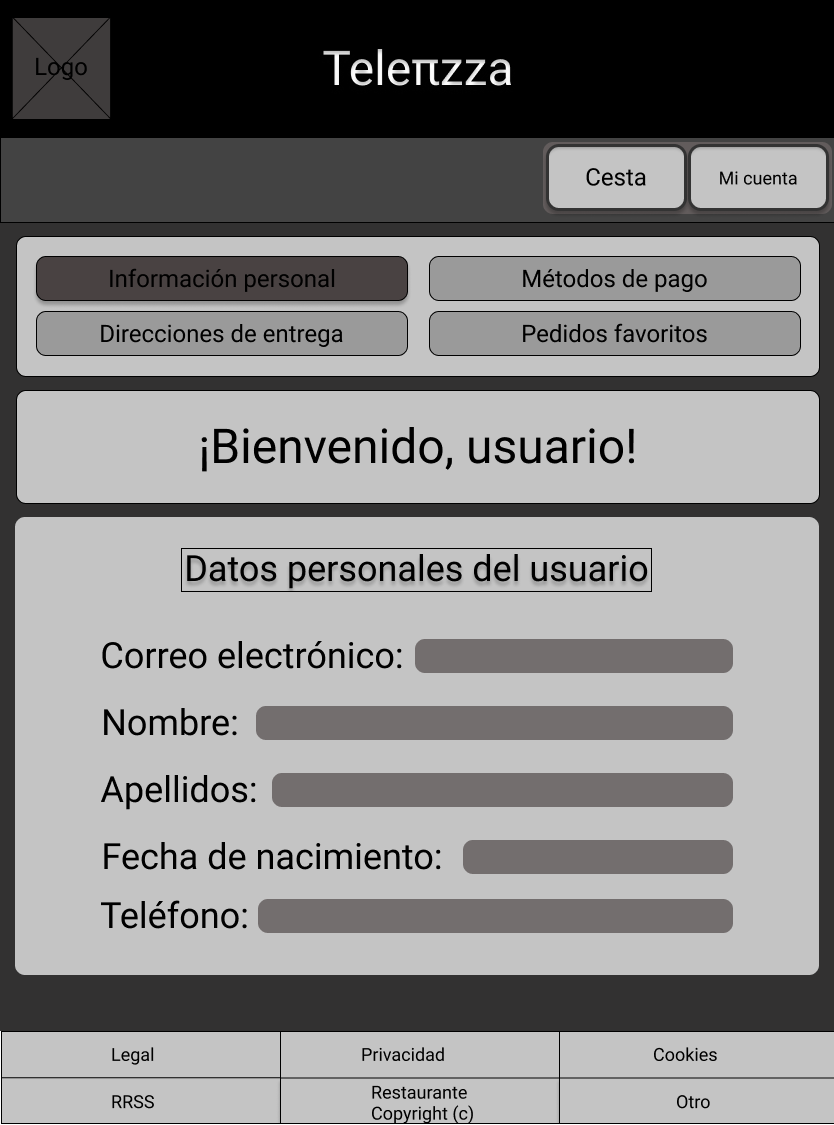 Logo
Teleπzza
Cesta
Mi cuenta
Información personal
Métodos de pago
Direcciones de entrega
Pedidos favoritos
¡Bienvenido, usuario!
Datos personales del usuario
Correo electrónico:
Nombre:
Apellidos:
Fecha de nacimiento:
Teléfono:
Legal
Privacidad
Cookies
RRSS
Restaurante
Copyright (c)
Otro